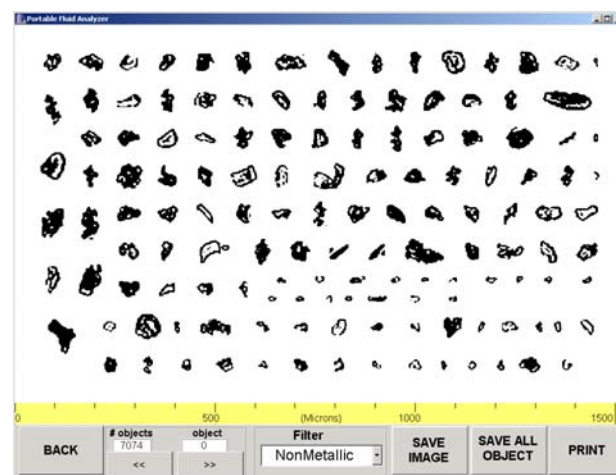 Portable Fluid Analyzer
0 500 (Microns) 1000 1500
BACK
# objects
7074
<<
object
0
>>
Filter
NonMetallic
SAVE
IMAGE
SAVE ALL
OBJECT
PRINT